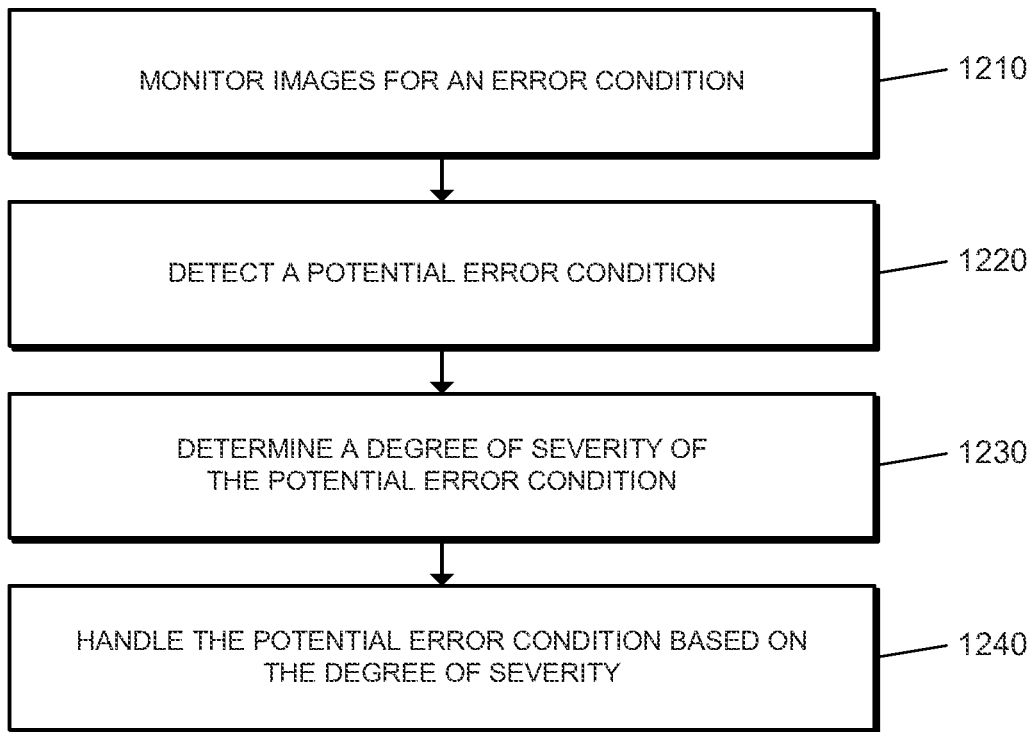 MONITOR IMAGES FOR AN ERROR CONDITION
1210
DETECT A POTENTIAL ERROR CONDITION
1220
DETERMINE A DEGREE OF SEVERITY OF
THE POTENTIAL ERROR CONDITION
1230
HANDLE THE POTENTIAL ERROR CONDITION BASED ON
THE DEGREE OF SEVERITY
1240